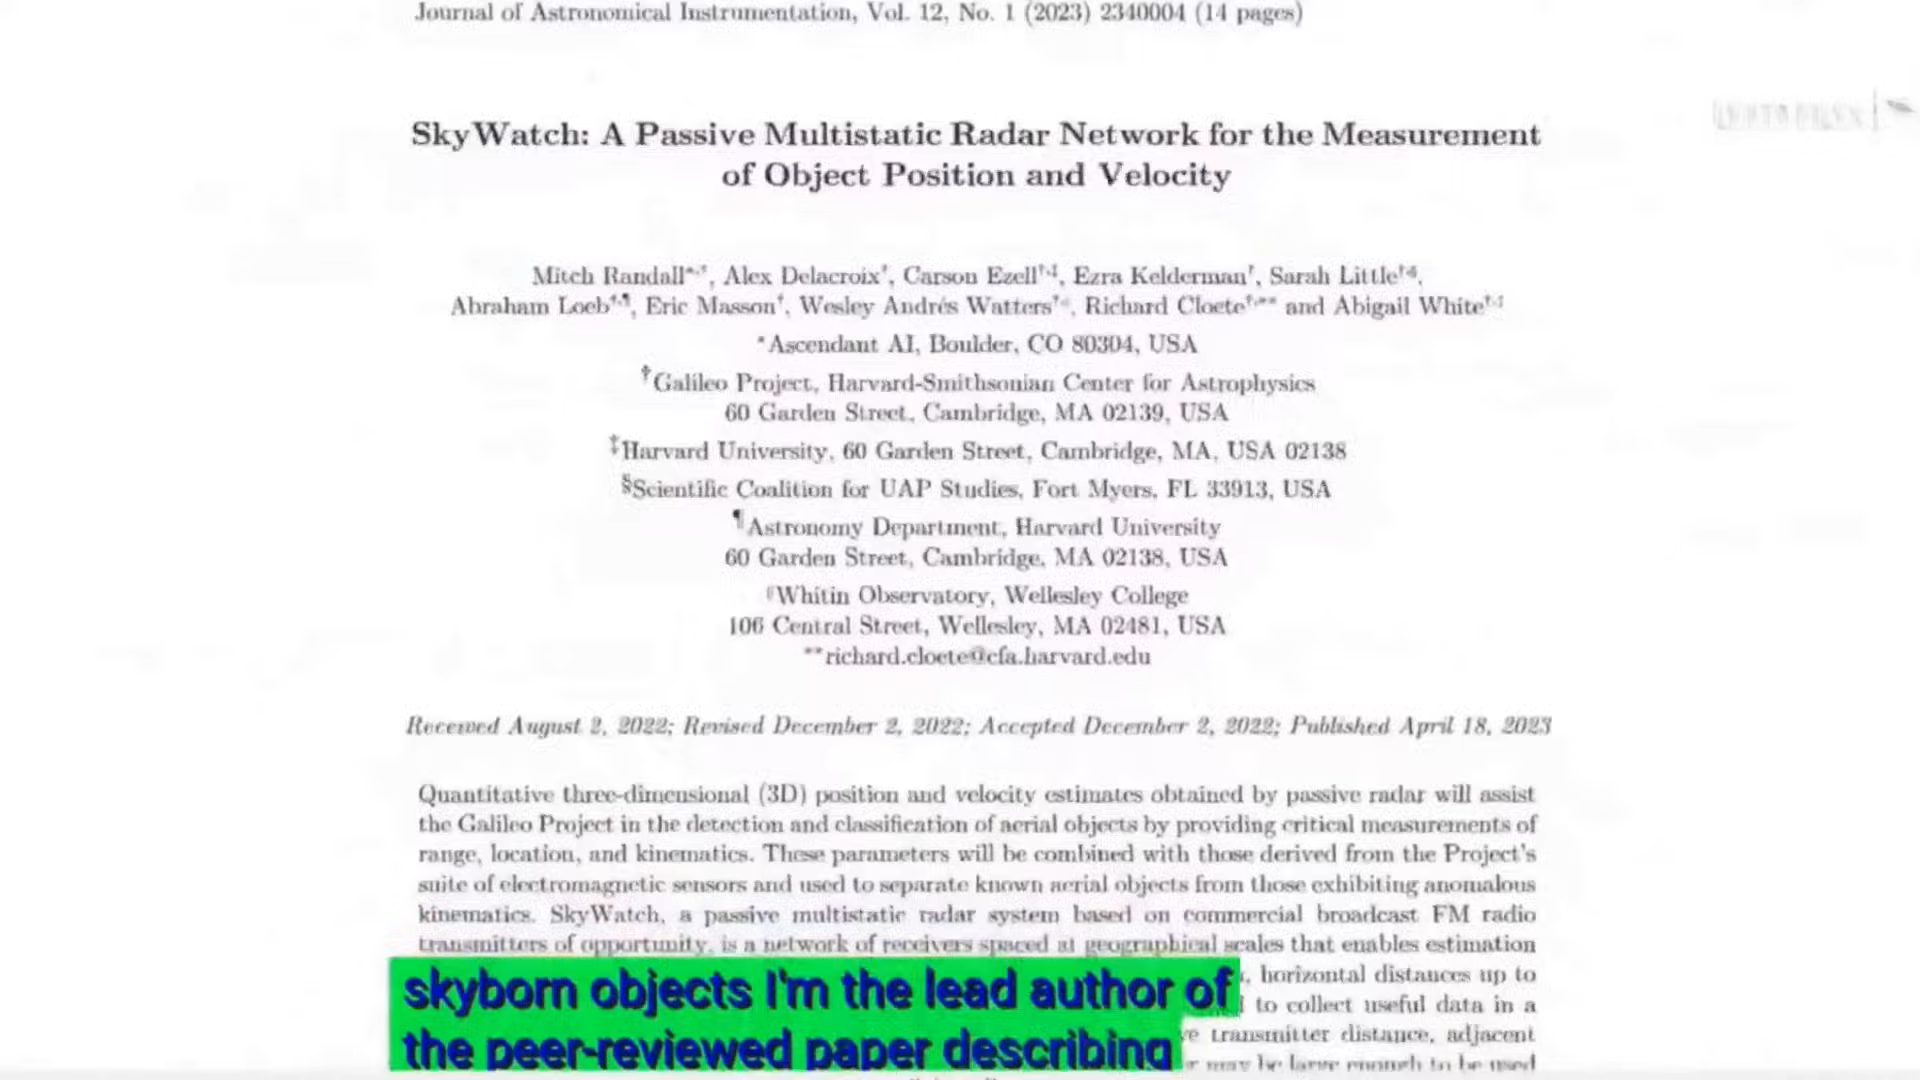 Journal of Astronomical Instrumentation, Vol. 12, No. 1 (2023) 2340004 (14 pages)
SkyWatch: A Passive Multistatic Radar Network for the Measurement
of Object Position and Velocity
Mitch Randall*,†, Alex Delacroix†, Carson Ezell†,‡, Ezra Kelderman†, Sarah Little†,§,
Abraham Loeb†,¶, Eric Masson†, Wesley Andrés Watters†, Richard Cloete†,** and Abigail White†,‡
*Ascendant AI, Boulder, CO 80304, USA
†Galileo Project, Harvard-Smithsonian Center for Astrophysics
60 Garden Street, Cambridge, MA 02139, USA
‡Harvard University, 60 Garden Street, Cambridge, MA, USA 02138
§Scientific Coalition for UAP Studies, Fort Myers, FL 33913, USA
¶Astronomy Department, Harvard University
60 Garden Street, Cambridge, MA 02138, USA
Whitin Observatory, Wellesley College
106 Central Street, Wellesley, MA 02481, USA
**richard.cloete@cfa.harvard.edu
Received August 2, 2022; Revised December 2, 2022; Accepted December 2, 2022; Published April 18, 2023
Quantitative three-dimensional (3D) position and velocity estimates obtained by passive radar will assist
the Galileo Project in the detection and classification of aerial objects by providing critical measurements of
range, location, and kinematics. These parameters will be combined with those derived from the Project's
suite of electromagnetic sensors and used to separate known aerial objects from those exhibiting anomalous
kinematics. SkyWatch, a passive multistatic radar system based on commercial broadcast FM radio
transmitters of opportunity, is a network of receivers spaced at geographical scales that enables estimation
, horizontal distances up to
to collect useful data in a
transmitter distance, adjacent
may be large enough to be used
skyborn objects I'm the lead author of
the peer-reviewed paper describing